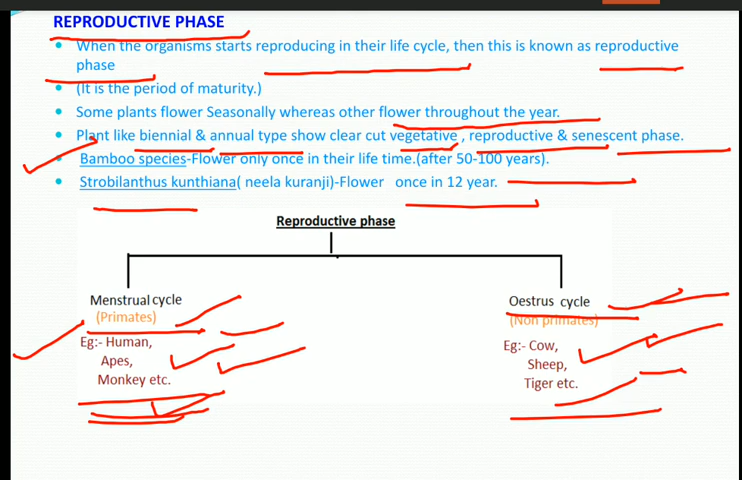 REPRODUCTIVE PHASE
• When the organisms starts reproducing in their life cycle, then this is known as reproductive
phase
• (It is the period of maturity.)
• Some plants flower Seasonally whereas other flower throughout the year.
• Plant like biennial & annual type show clear cut vegetative , reproductive & senescent phase.
• Bamboo species-Flower only once in their life time.(after 50-100 years).
• Strobilanthus kunthiana( neela kuranji)-Flower once in 12 year.
Reproductive phase
Menstrual cycle
(Primates)
Eg:- Human,
Apes,
Monkey etc.
Oestrus cycle
(Non primates)
Eg:- Cow,
Sheep,
Tiger etc.